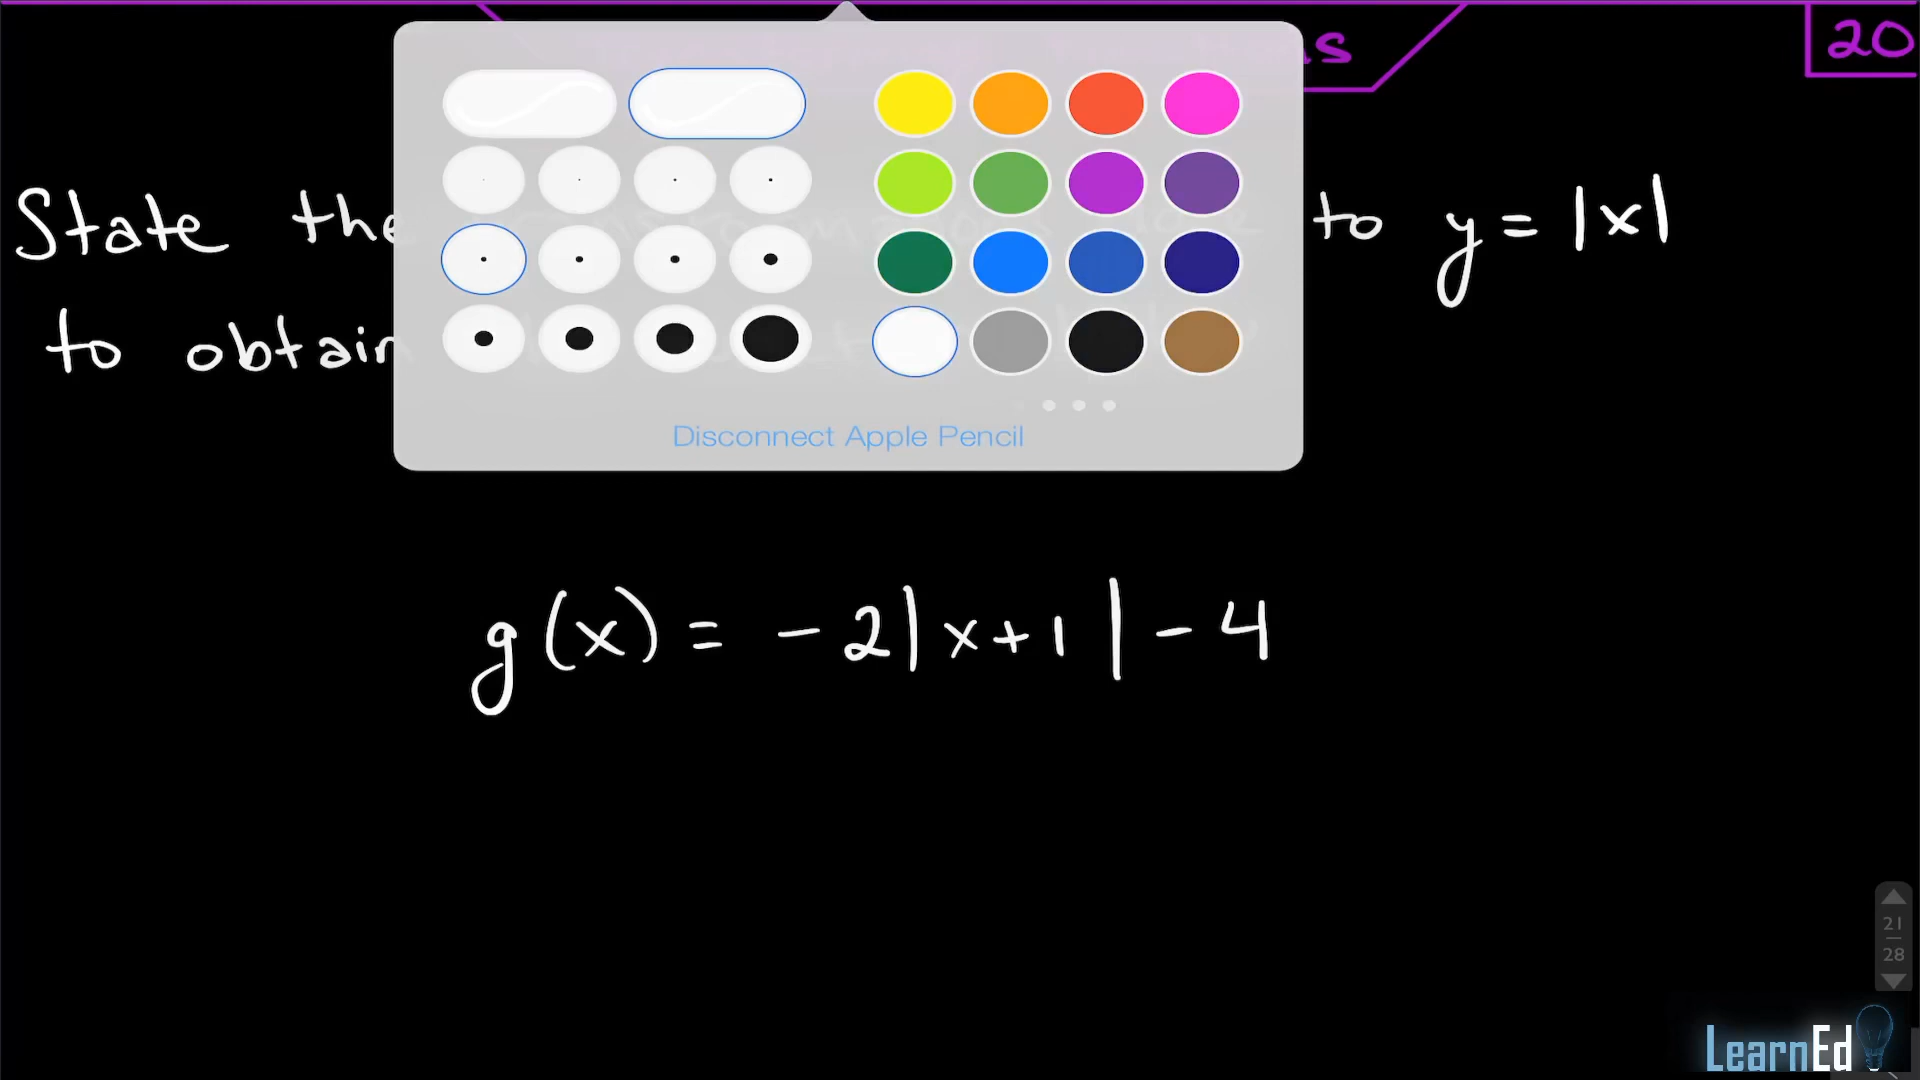 20
State the
to y = |x|
to obtain
Disconnect Apple Pencil
g(x) = -2|x+1|-4
21
28
LearnEd